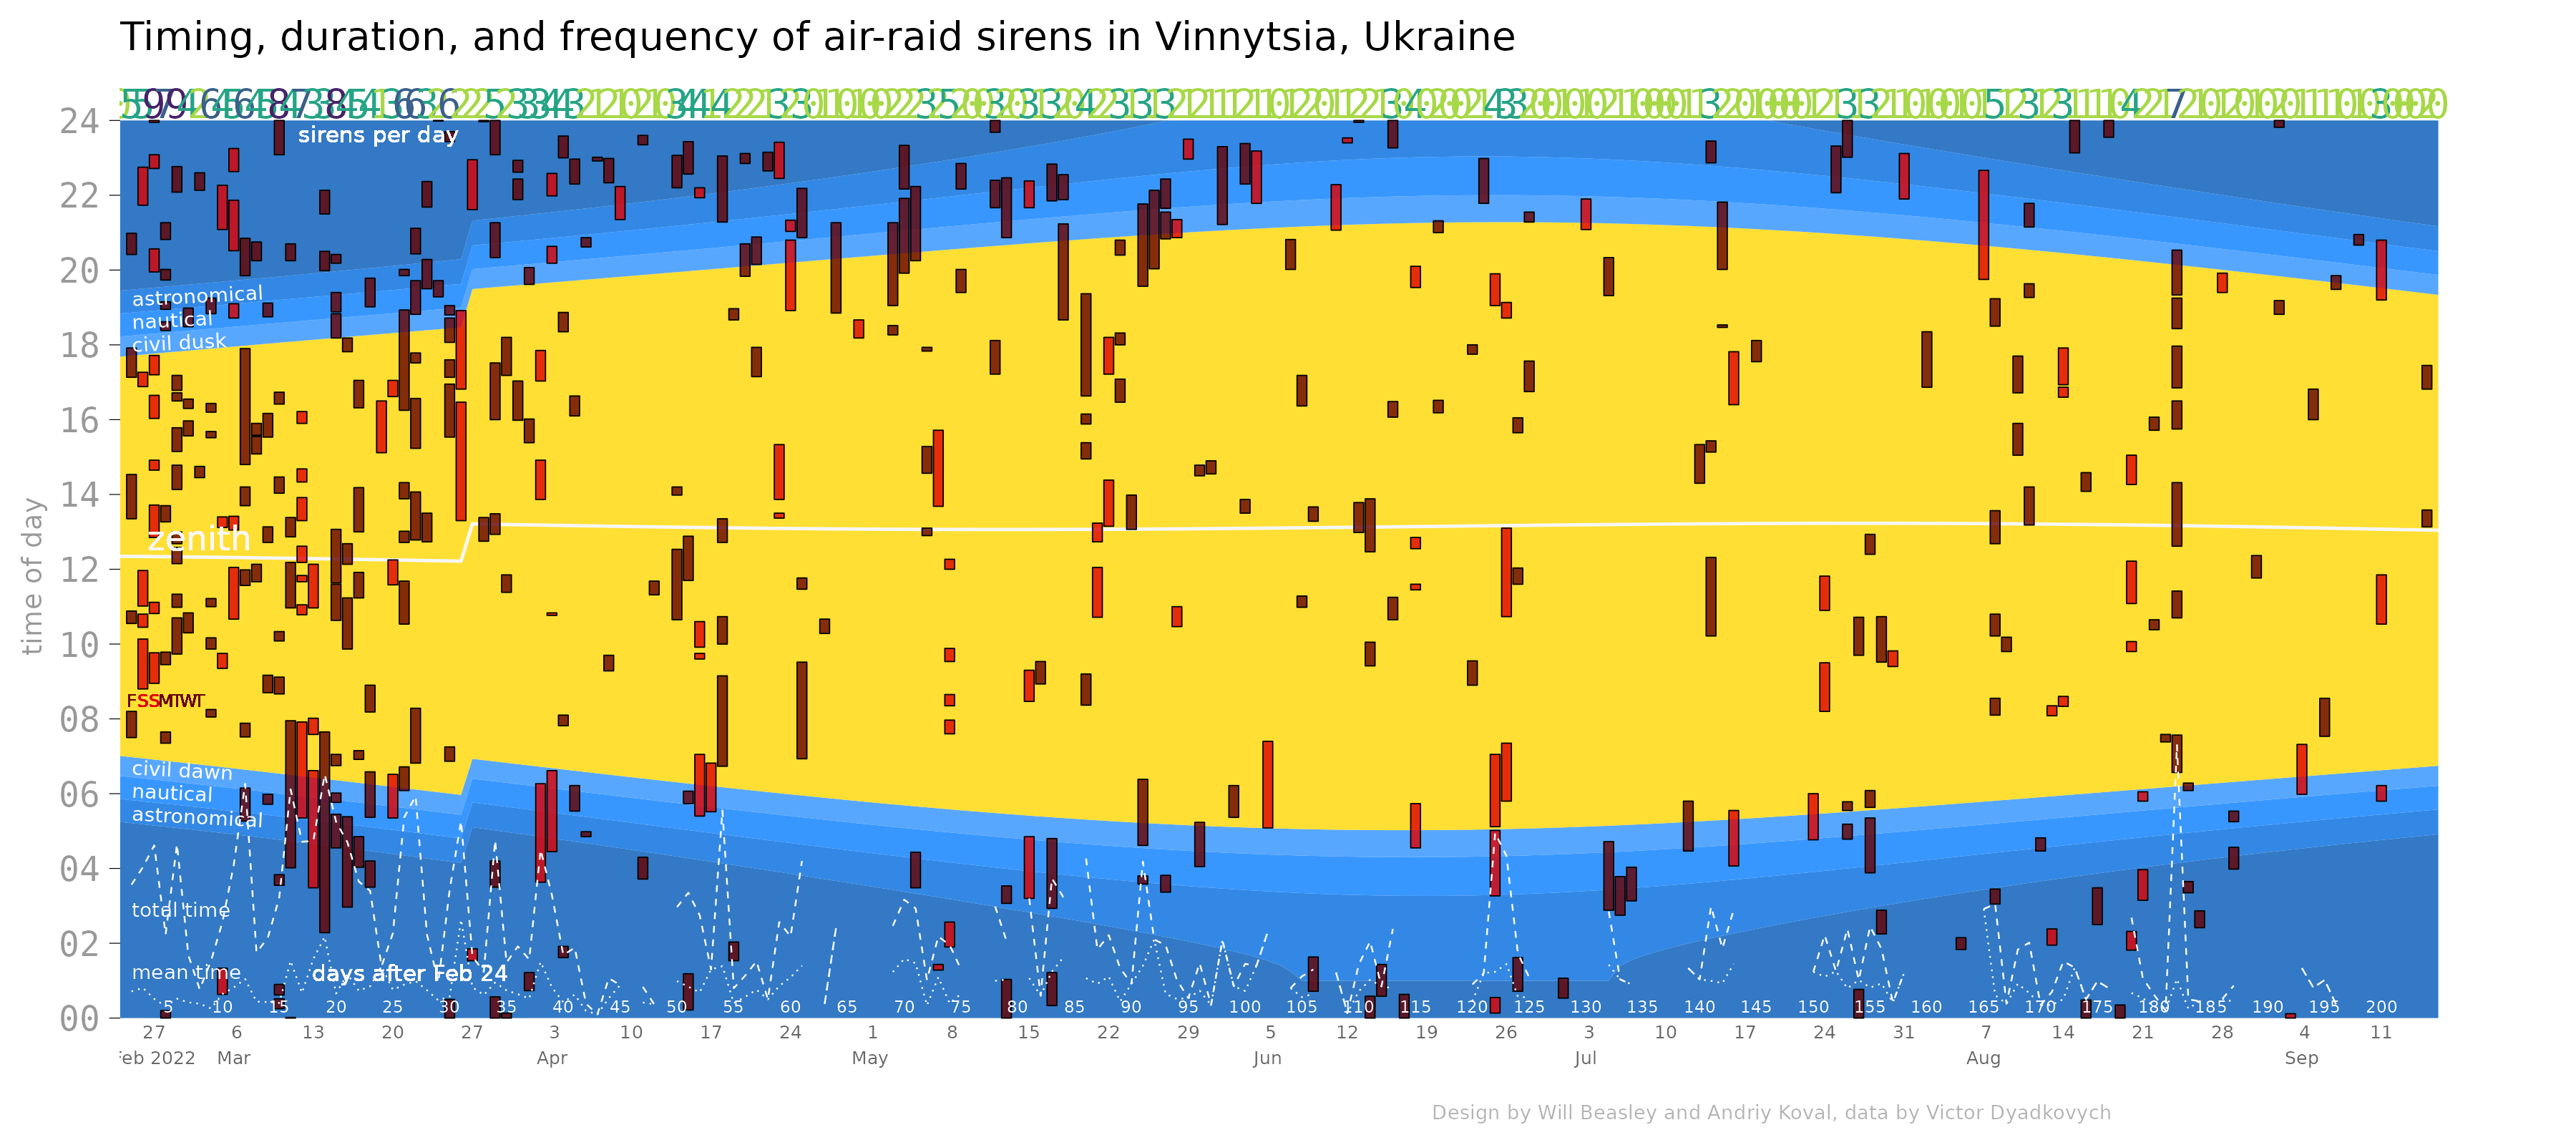 Timing, duration, and frequency of air-raid sirens in Vinnytsia, Ukraine
24
sirens per day
22
20
astronomical
nautical
18
civil dusk
16
14
time of day
zenith
12
10
FSSMTWT
08
civil dawn
06
nautical
astronomical
04
total time
02
mean time
days after Feb 24
5 10 15 20 25 30 35 40 45 50 55 60 65 70 75 80 85 90 95 100 105 110 115 120 125 130 135 140 145 150 155 160 165 170 175 180 185 190 195 200
00
27 6 13 20 27 3 10 17 24 1 8 15 22 29 5 12 19 26 3 10 17 24 31 7 14 21 28 4 11
Feb 2022 Mar Apr May Jun Jul Aug Sep
Design by Will Beasley and Andriy Koval, data by Victor Dyadkovych